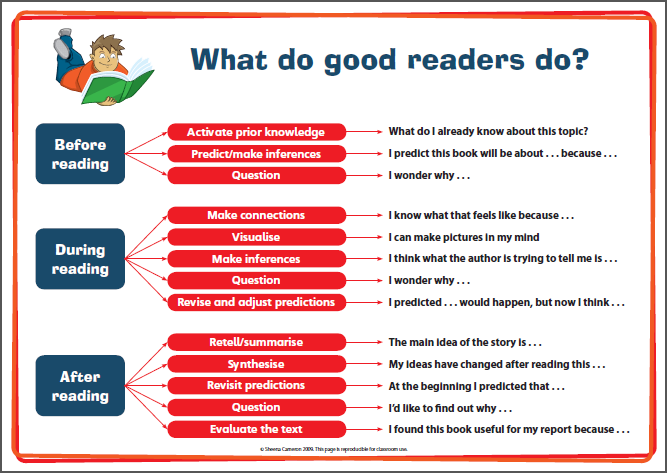 What do good readers do?
Before
reading
Activate prior knowledge
What do I already know about this topic?
Predict/make inferences
I predict this book will be about . . . because . . .
Question
I wonder why . . .
During
reading
Make connections
I know what that feels like because . . .
Visualise
I can make pictures in my mind
Make inferences
I think what the author is trying to tell me is . . .
Question
I wonder why . . .
Revise and adjust predictions
I predicted . . . would happen, but now I think . . .
After
reading
Retell/summarise
The main idea of the story is . . .
Synthesise
My ideas have changed after reading this . . .
Revisit predictions
At the beginning I predicted that . . .
Question
I'd like to find out why . . .
Evaluate the text
I found this book useful for my report because . . .
© Sheena Cameron 2009. This page is reproducible for classroom use.